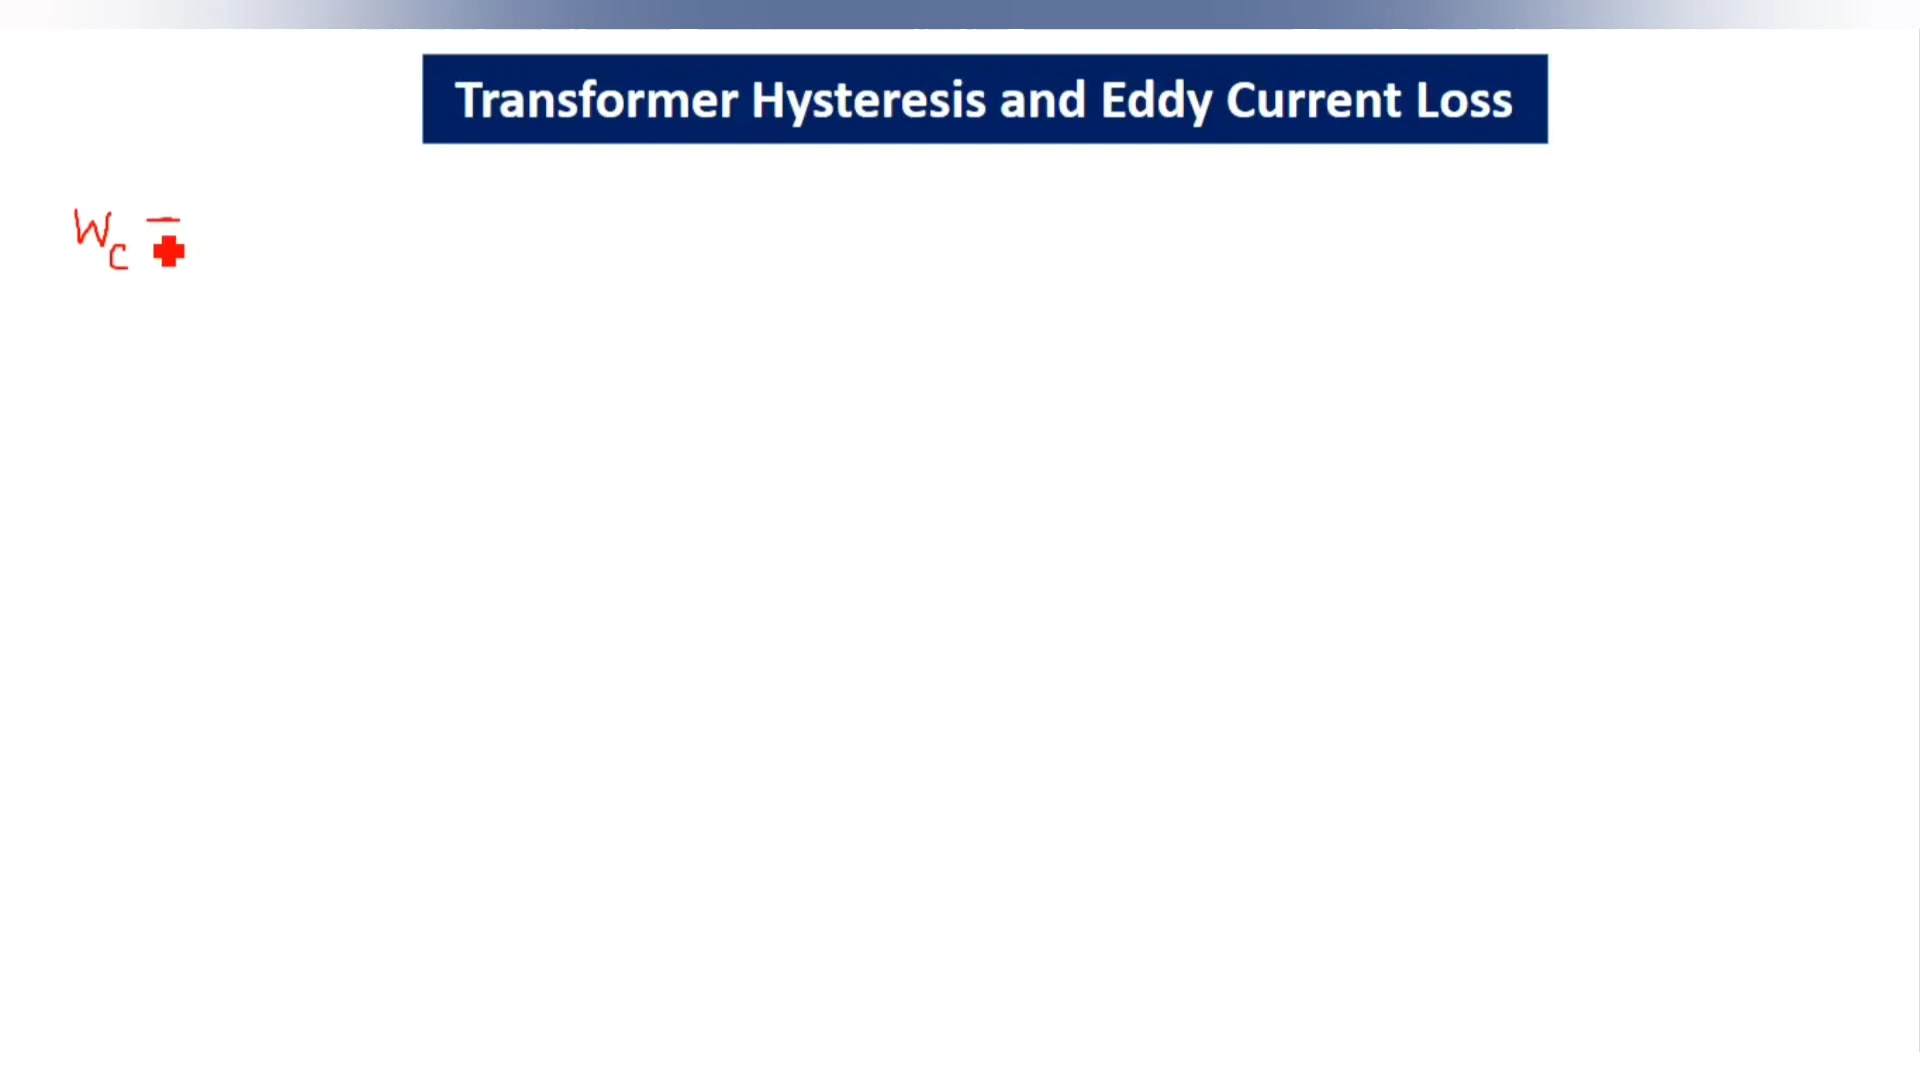 Transformer Hysteresis and Eddy Current Loss
W_C =